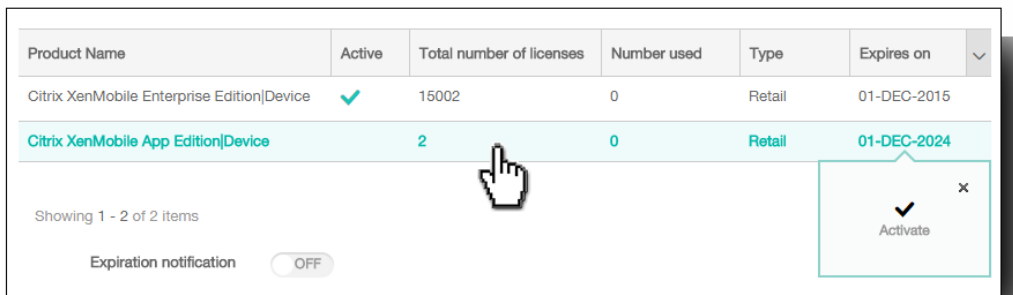 Product Name Active Total number of licenses Number used Type Expires on
Citrix XenMobile Enterprise Edition|Device 15002 0 Retail 01-DEC-2015
Citrix XenMobile App Edition|Device 2 0 Retail 01-DEC-2024
Activate
Showing 1 - 2 of 2 items
Expiration notification OFF